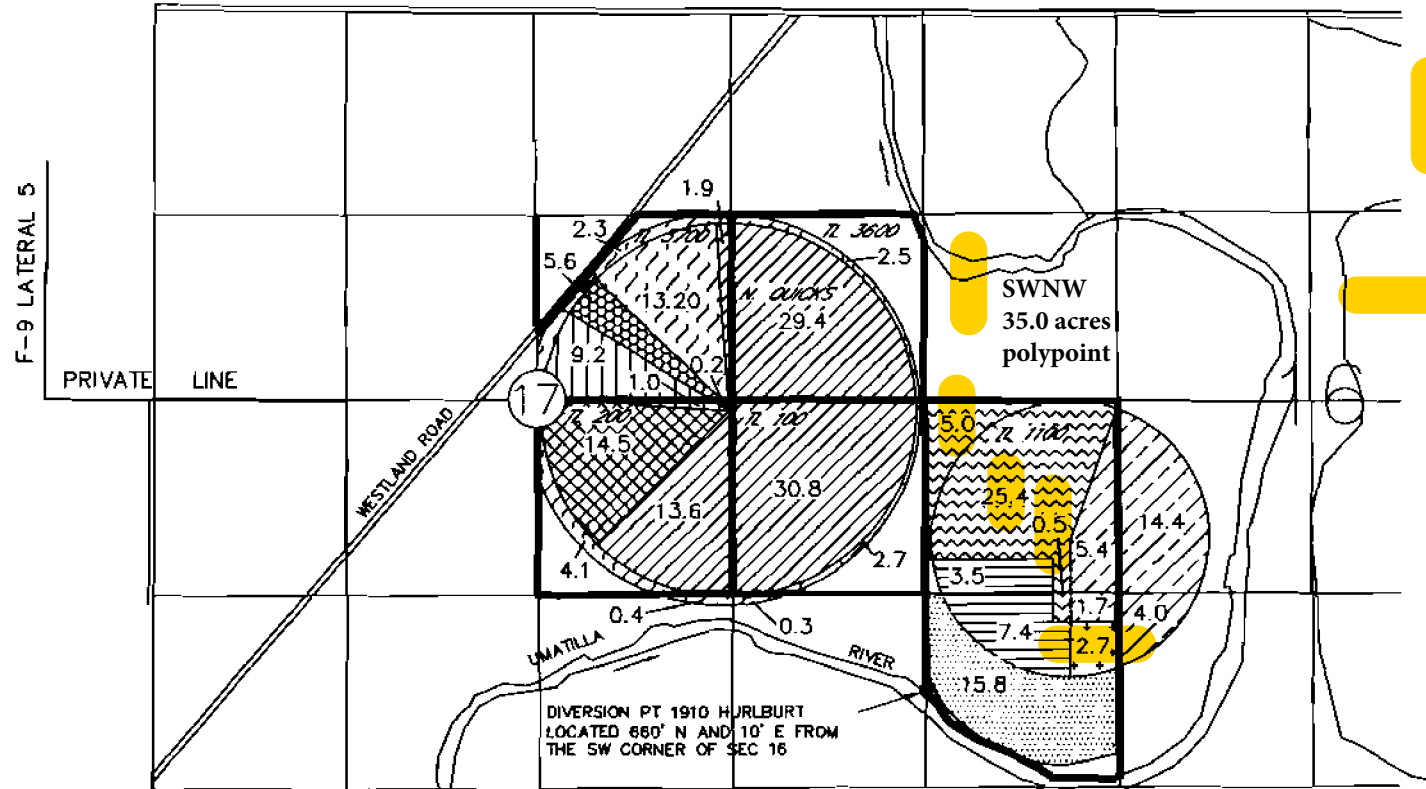 F-9 LATERAL 5
PRIVATE LINE
WESTLAND ROAD
17
1.9
2.3
TL 3700
TL 3600
2.5
5.6
13.20
N. QUICKS
29.4
SWNW
35.0 acres
polypoint
9.2
0.2
1.0
TL 200
TL 100
14.5
30.8
13.6
4.1
2.7
0.4
0.3
5.0
TL 1100
25.4
0.5
14.4
5.4
3.5
1.7
4.0
7.4
2.7
15.8
UMATILLA RIVER
DIVERSION PT 1910 HURLBURT
LOCATED 660' N AND 10' E FROM
THE SW CORNER OF SEC 16